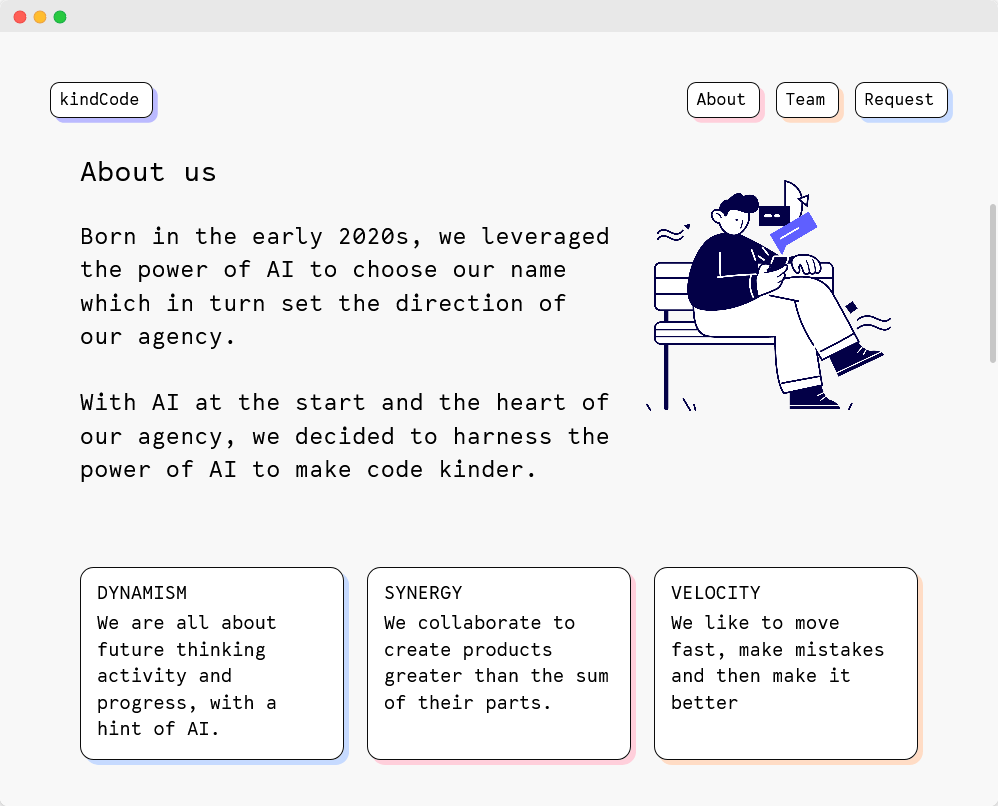 kindCode
About
Team
Request
About us
Born in the early 2020s, we leveraged
the power of AI to choose our name
which in turn set the direction of
our agency.
With AI at the start and the heart of
our agency, we decided to harness the
power of AI to make code kinder.
DYNAMISM
We are all about
future thinking
activity and
progress, with a
hint of AI.
SYNERGY
We collaborate to
create products
greater than the sum
of their parts.
VELOCITY
We like to move
fast, make mistakes
and then make it
better